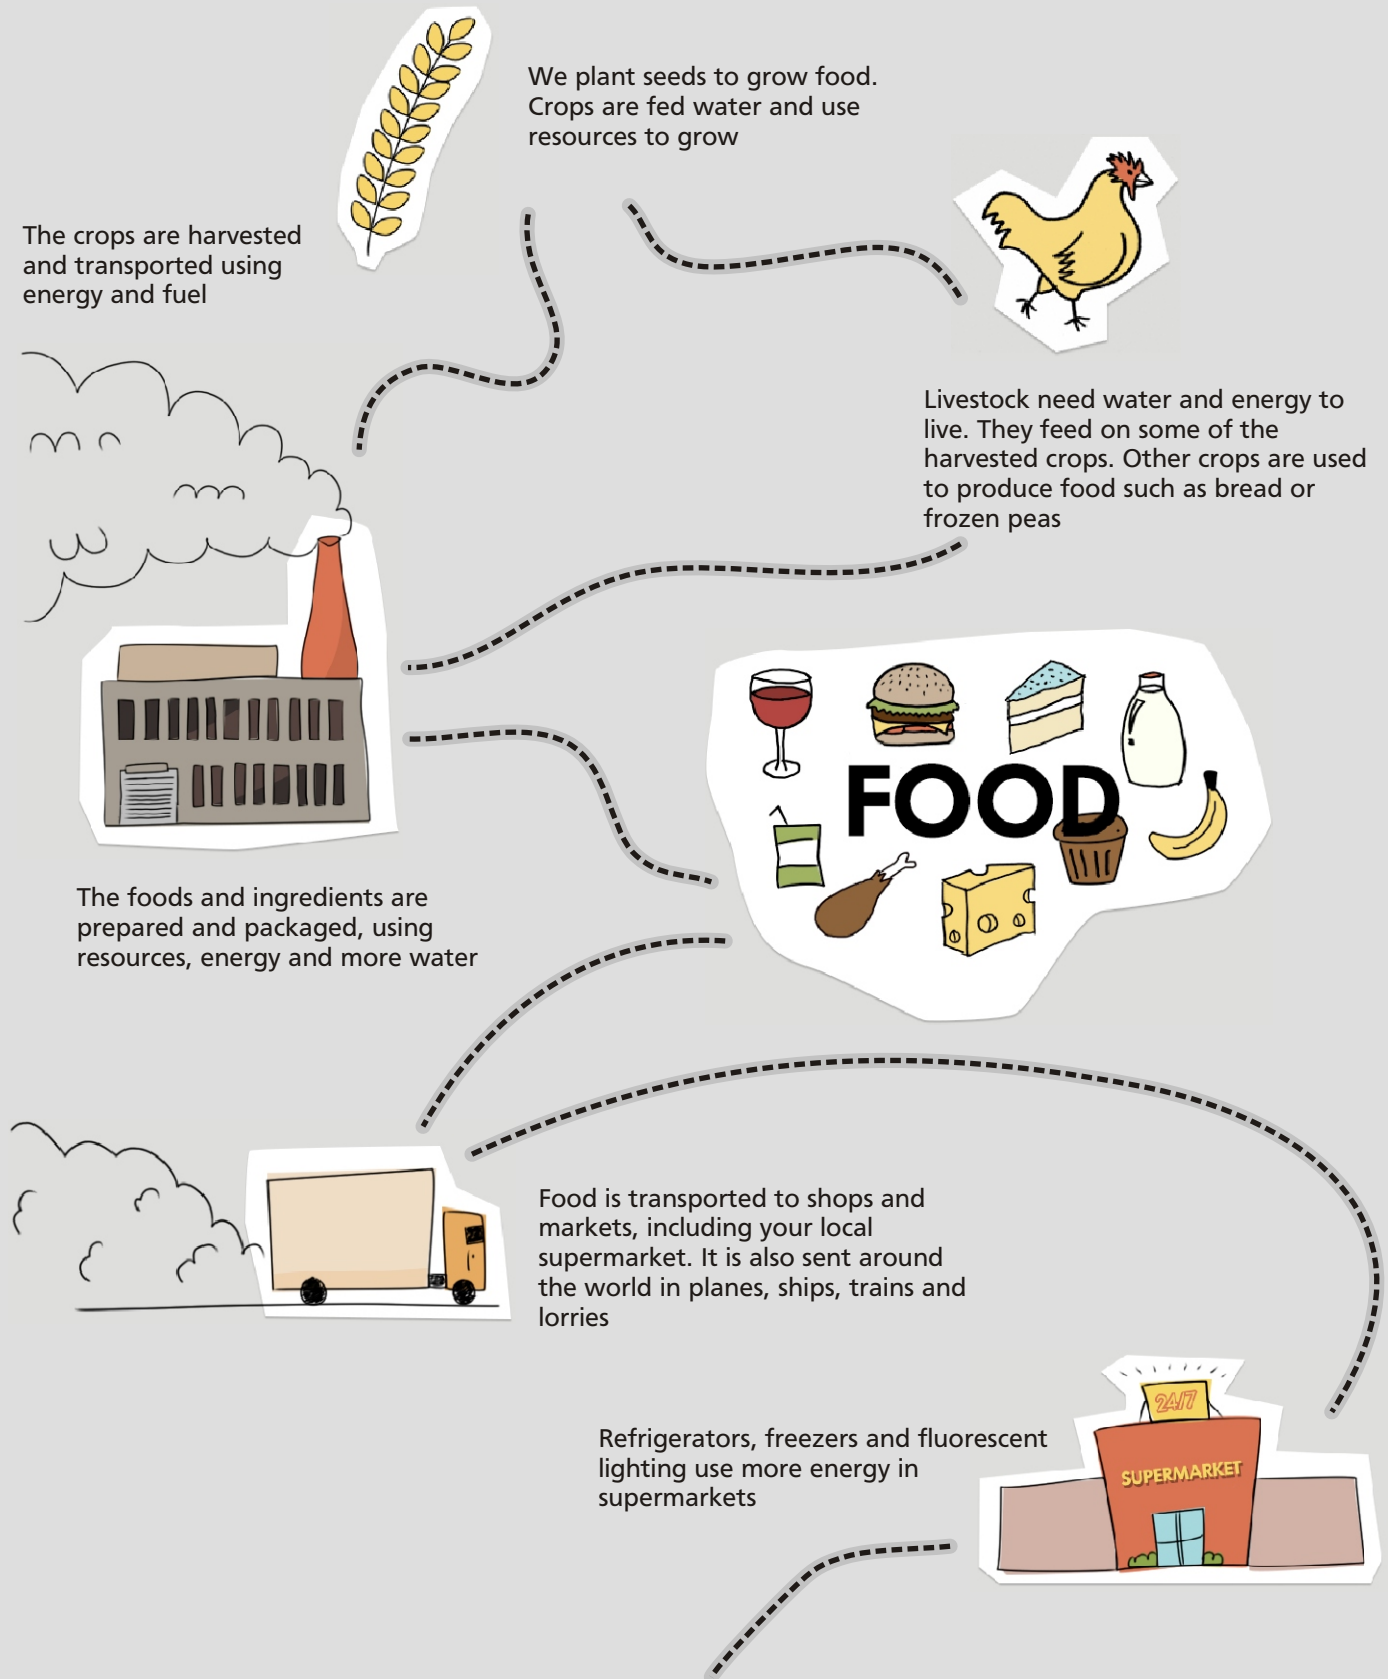 We plant seeds to grow food.
Crops are fed water and use
resources to grow
The crops are harvested
and transported using
energy and fuel
Livestock need water and energy to
live. They feed on some of the
harvested crops. Other crops are used
to produce food such as bread or
frozen peas
FOOD
The foods and ingredients are
prepared and packaged, using
resources, energy and more water
Food is transported to shops and
markets, including your local
supermarket. It is also sent around
the world in planes, ships, trains and
lorries
24/7
SUPERMARKET
Refrigerators, freezers and fluorescent
lighting use more energy in
supermarkets